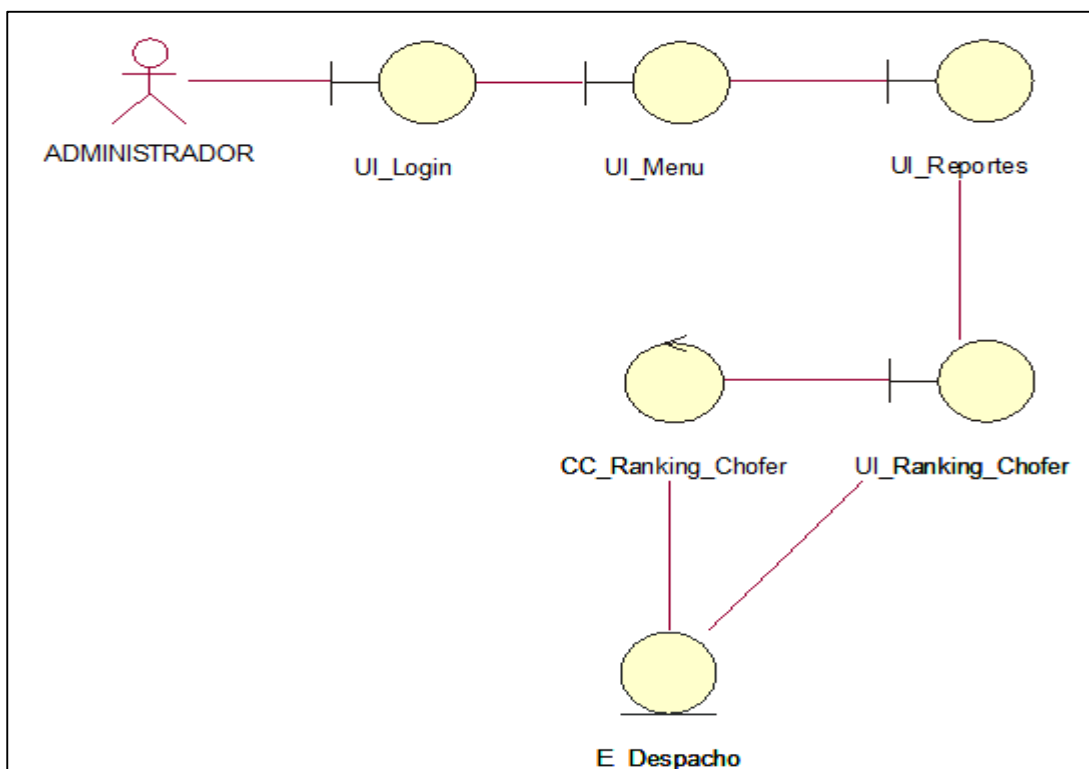 ADMINISTRADOR
UI_Login
UI_Menu
UI_Reportes
CC_Ranking_Chofer
UI_Ranking_Chofer
E_Despacho